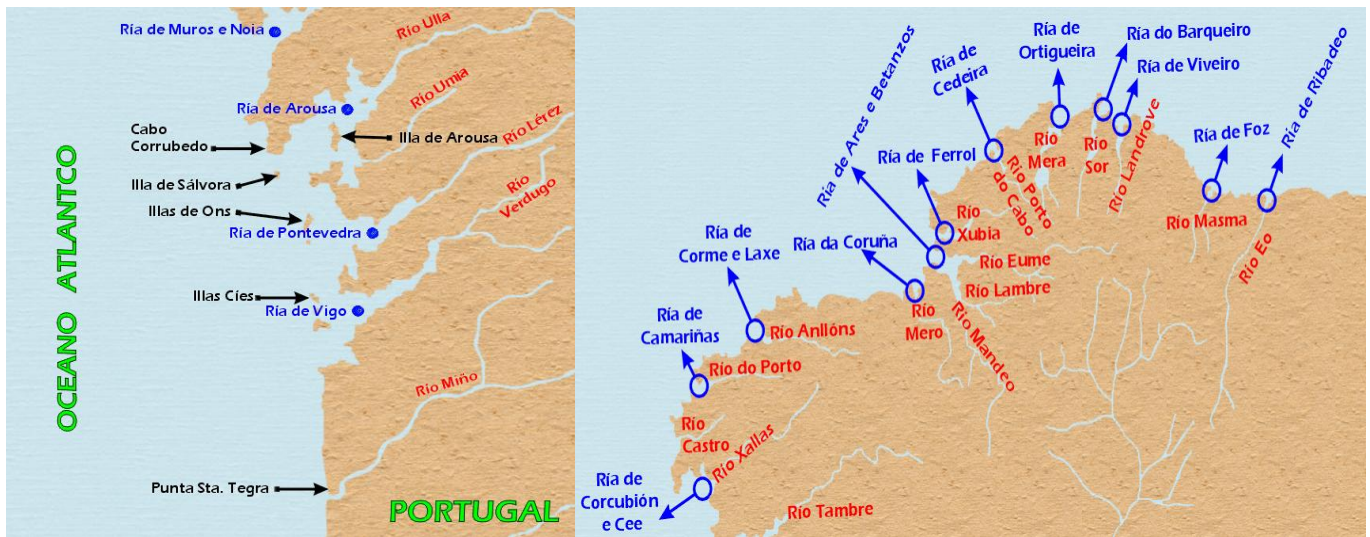 Ría de Muros e Noia
Río Ulla
Río Umia
Ría de Arousa
Río Lérez
Cabo
Corrubedo
Illa de Arousa
Illa de Sálvora
Río
Verdugo
Illas de Ons
Ría de Pontevedra
Illas Cíes
Ría de Vigo
Río Miño
Punta Sta. Tegra
PORTUGAL
OCEANO ATLANTCO
Ría de Ares e Betanzos
Ría de
Cedeira
Ría de
Ortigueira
Ría do Barqueiro
Ría de Viveiro
Ría de Ribadeo
Ría de Foz
Ría de Ferrol
Río
Mera
Río
Sor
Río Landrove
Río Porto
do Cabo
Río
Xubia
Río Masma
Río Eo
Ría de
Corme e Laxe
Ría da Coruña
Río Eume
Río Lambre
Río
Mero
Río Mandeo
Ría de
Camariñas
Río Anllóns
Río do Porto
Río
Castro
Río Xallas
Ría de
Corcubión
e Cee
Río Tambre